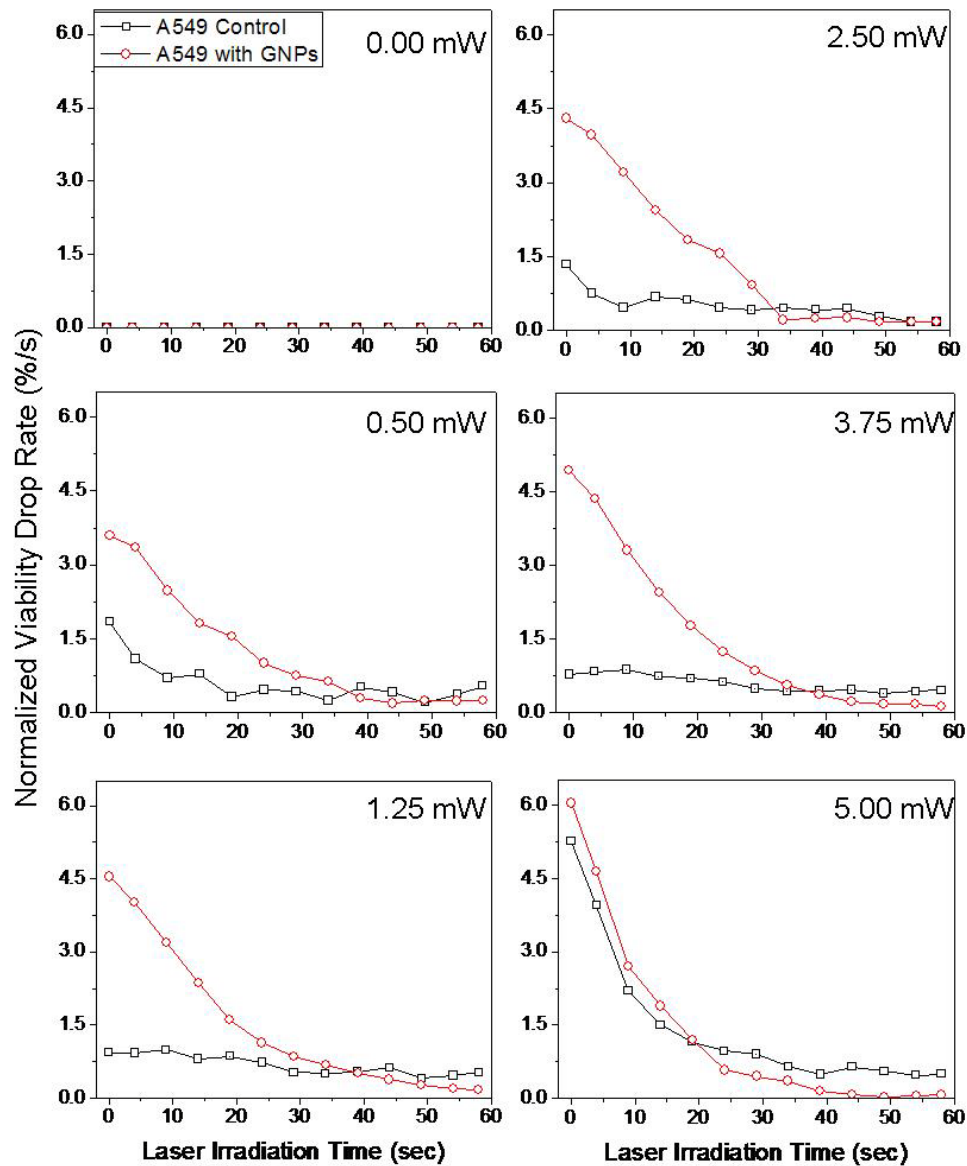 Normalized Viability Drop Rate (%/s)
A549 Control
A549 with GNPs
0.00 mW
6.0
4.5
3.0
1.5
0.0
0 10 20 30 40 50 60
2.50 mW
6.0
4.5
3.0
1.5
0.0
0 10 20 30 40 50 60
0.50 mW
6.0
4.5
3.0
1.5
0.0
0 10 20 30 40 50 60
3.75 mW
6.0
4.5
3.0
1.5
0.0
0 10 20 30 40 50 60
1.25 mW
6.0
4.5
3.0
1.5
0.0
0 10 20 30 40 50 60
Laser Irradiation Time (sec)
5.00 mW
6.0
4.5
3.0
1.5
0.0
0 10 20 30 40 50 60
Laser Irradiation Time (sec)